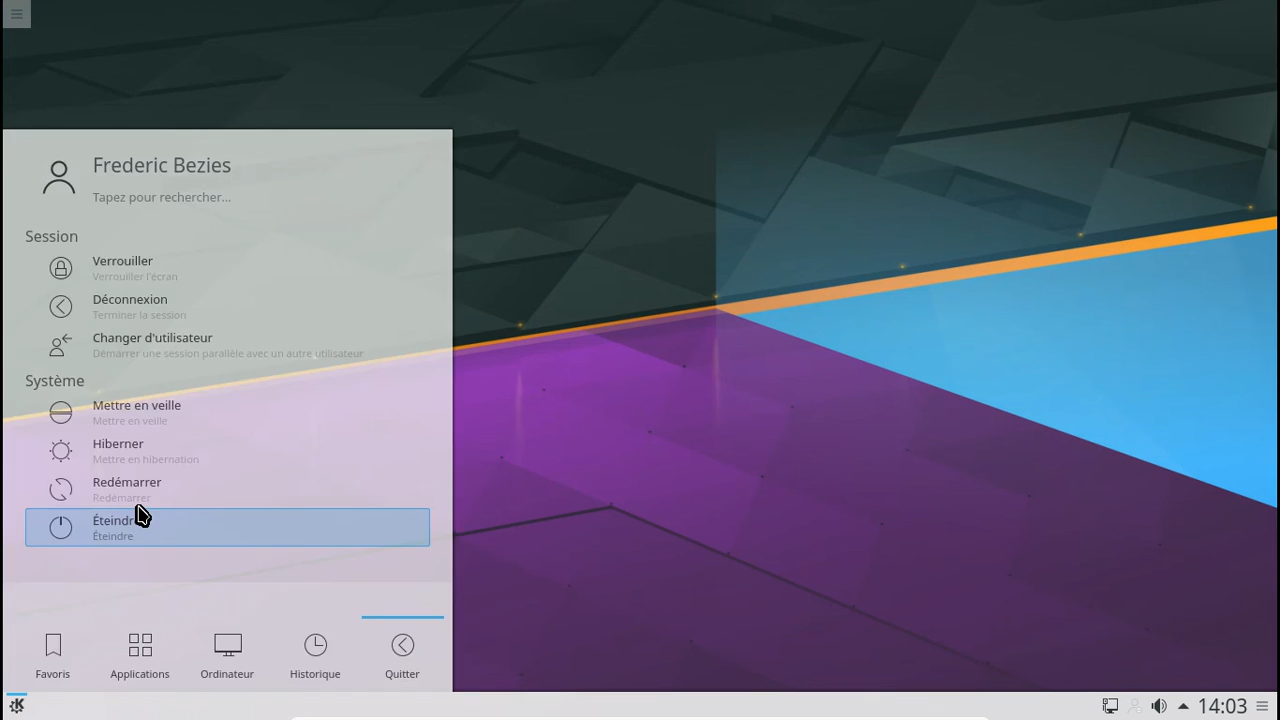 Frederic Bezies
Tapez pour rechercher...
Session
Verrouiller
Verrouiller l'écran
Déconnexion
Terminer la session
Changer d'utilisateur
Démarrer une session parallèle avec un autre utilisateur
Système
Mettre en veille
Mettre en veille
Hiberner
Mettre en hibernation
Redémarrer
Redémarrer
Éteindre
Éteindre
Favoris
Applications
Ordinateur
Historique
Quitter
14:03